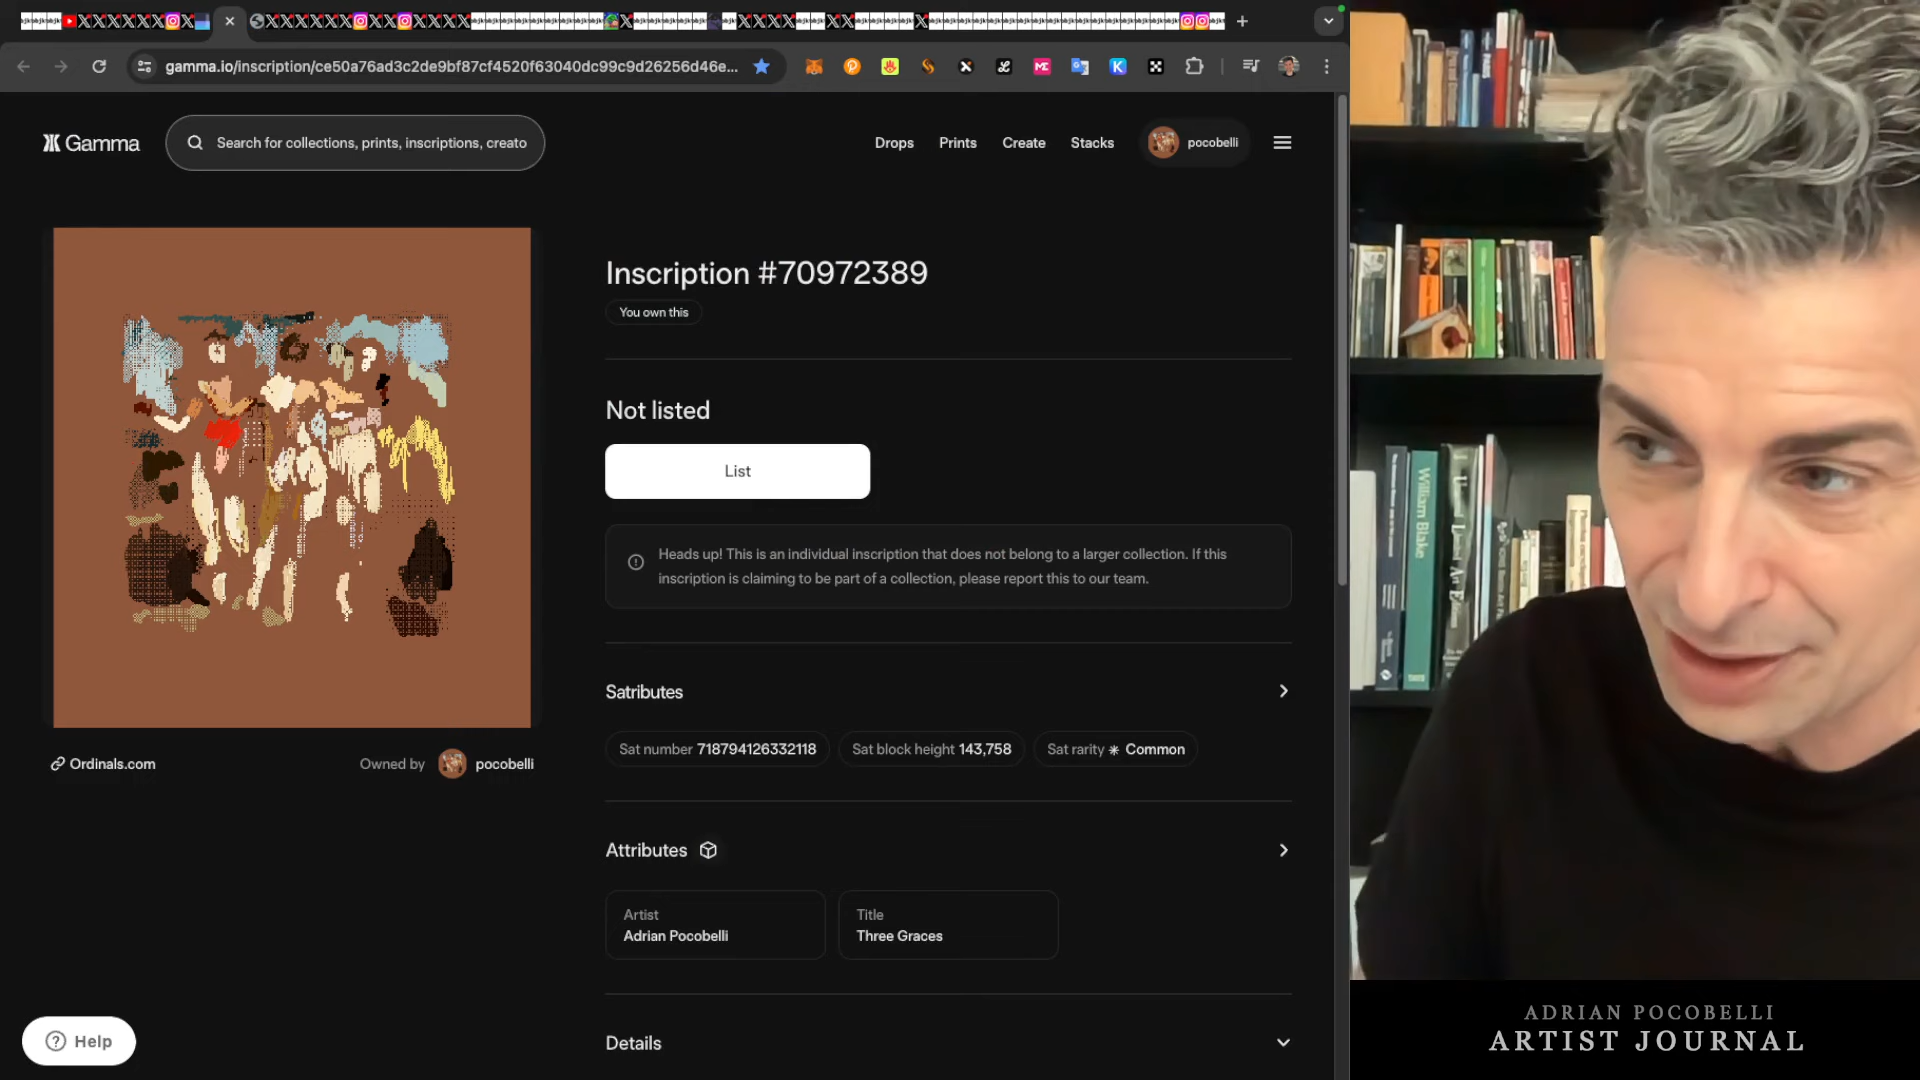 gamma.io/inscription/ce50a76ad3c2de9bf87cf4520f63040dc99c9d26256d46e...
Gamma
Search for collections, prints, inscriptions, creato
Drops
Prints
Create
Stacks
pocobelli
Inscription #70972389
You own this
Not listed
List
Heads up! This is an individual inscription that does not belong to a larger collection. If this
inscription is claiming to be part of a collection, please report this to our team.
Satributes
Sat number 718794126332118
Sat block height 143,758
Sat rarity Common
Ordinals.com
Owned by pocobelli
Attributes
Artist
Adrian Pocobelli
Title
Three Graces
Details
Help
William Blake
ADRIAN POCOBELLI
ARTIST JOURNAL